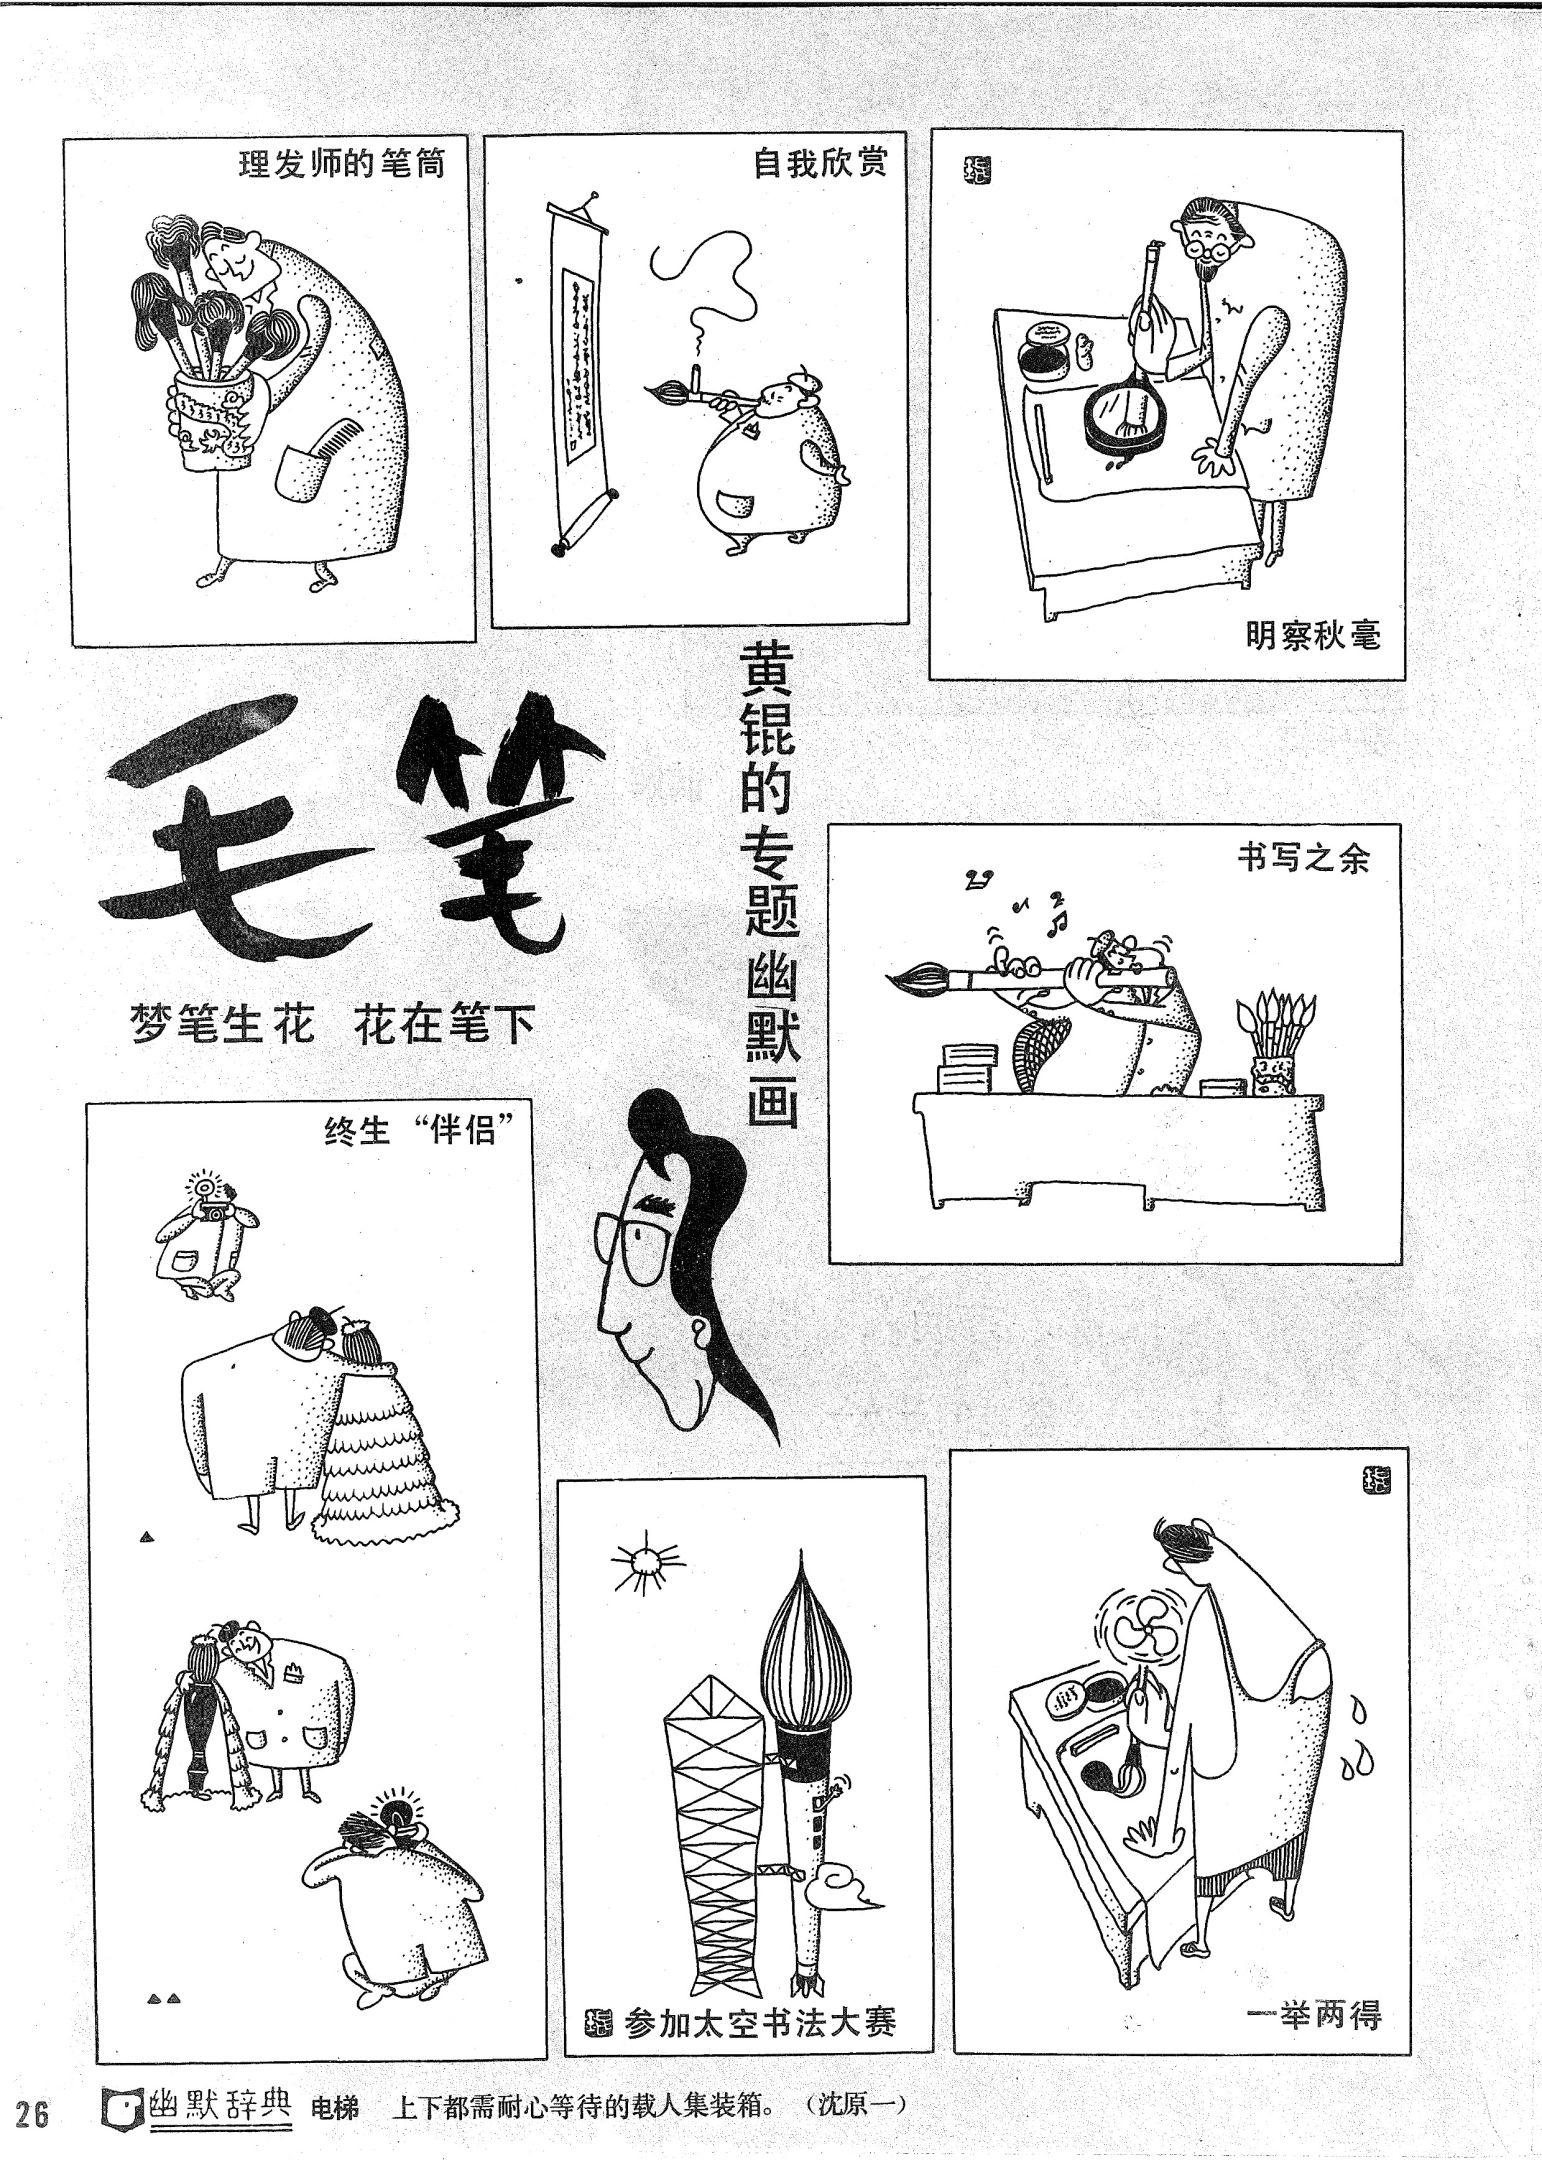 理发师的笔筒
自我欣赏
明察秋毫
毛笔
梦笔生花 花在笔下
黄锟的专题幽默画
书写之余
终生“伴侣”
参加太空书法大赛
一举两得
26
幽默辞典 电梯 上下都需耐心等待的载人集装箱。（沈原一）